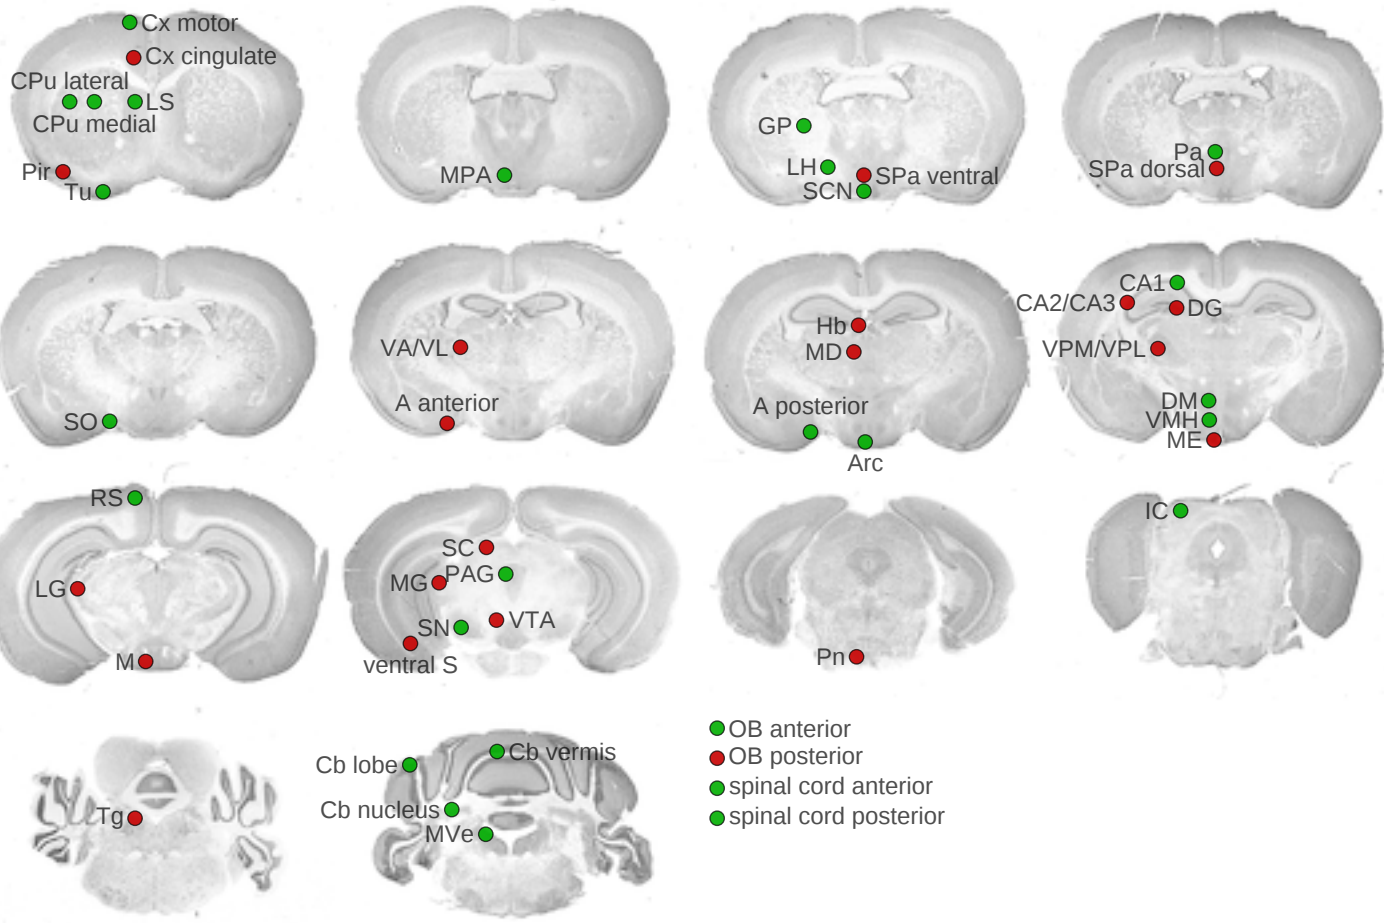 Cx motor
Cx cingulate
CPu lateral
LS
CPu medial
Pir
Tu
MPA
GP
LH
SPa ventral
SCN
Pa
SPa dorsal
SO
VA/VL
A anterior
Hb
MD
A posterior
Arc
CA1
CA2/CA3
DG
VPM/VPL
DM
VMH
ME
RS
LG
M
SC
MG
PAG
SN
VTA
ventral S
Pn
IC
Tg
Cb lobe
Cb vermis
Cb nucleus
MVe
OB anterior
OB posterior
spinal cord anterior
spinal cord posterior